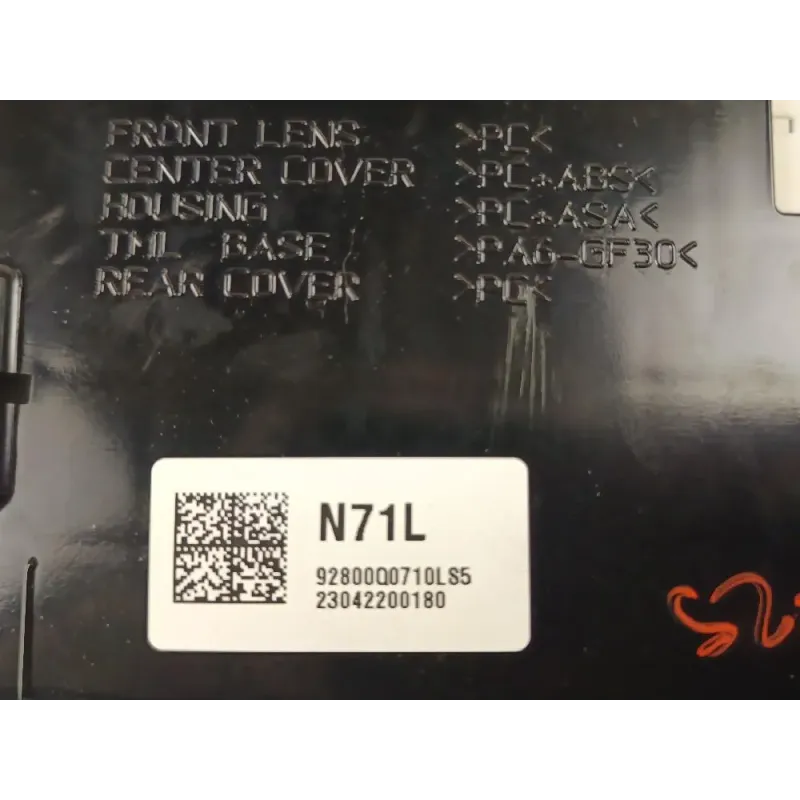 FRONT LENS >PC<
CENTER COVER >PC+ABS<
HOUSING >PC+ASA<
TML BASE >PA6-GF30<
REAR COVER >PC<
N71L
92800Q0710LS5
23042200180